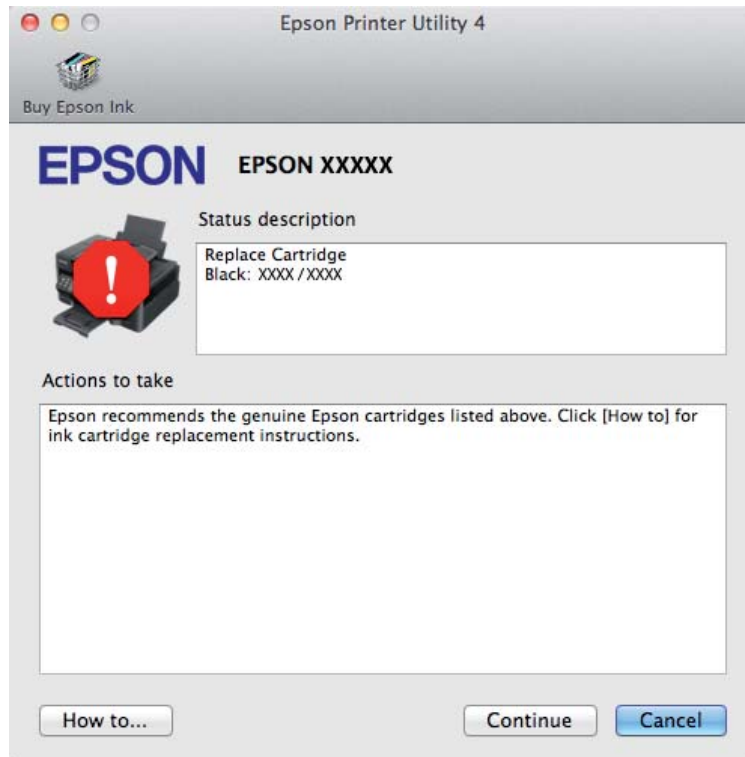 Epson Printer Utility 4
Buy Epson Ink
EPSON EPSON XXXXX
Status description
Replace Cartridge
Black: XXXX/XXXX
Actions to take
Epson recommends the genuine Epson cartridges listed above. Click [How to] for
ink cartridge replacement instructions.
How to... Continue Cancel